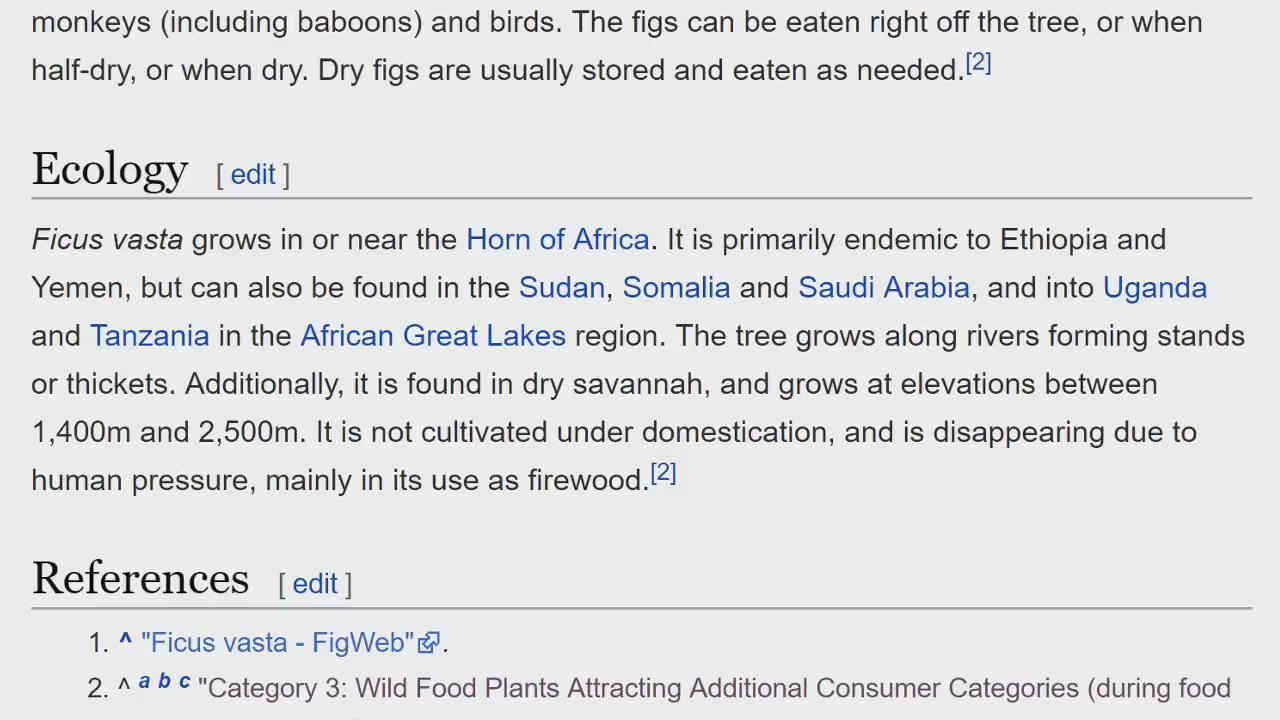 monkeys (including baboons) and birds. The figs can be eaten right off the tree, or when
half-dry, or when dry. Dry figs are usually stored and eaten as needed.[2]
Ecology [ edit ]
Ficus vasta grows in or near the Horn of Africa. It is primarily endemic to Ethiopia and
Yemen, but can also be found in the Sudan, Somalia and Saudi Arabia, and into Uganda
and Tanzania in the African Great Lakes region. The tree grows along rivers forming stands
or thickets. Additionally, it is found in dry savannah, and grows at elevations between
1,400m and 2,500m. It is not cultivated under domestication, and is disappearing due to
human pressure, mainly in its use as firewood.[2]
References [ edit ]
1. ^ "Ficus vasta - FigWeb".
2. ^ a b c "Category 3: Wild Food Plants Attracting Additional Consumer Categories (during food